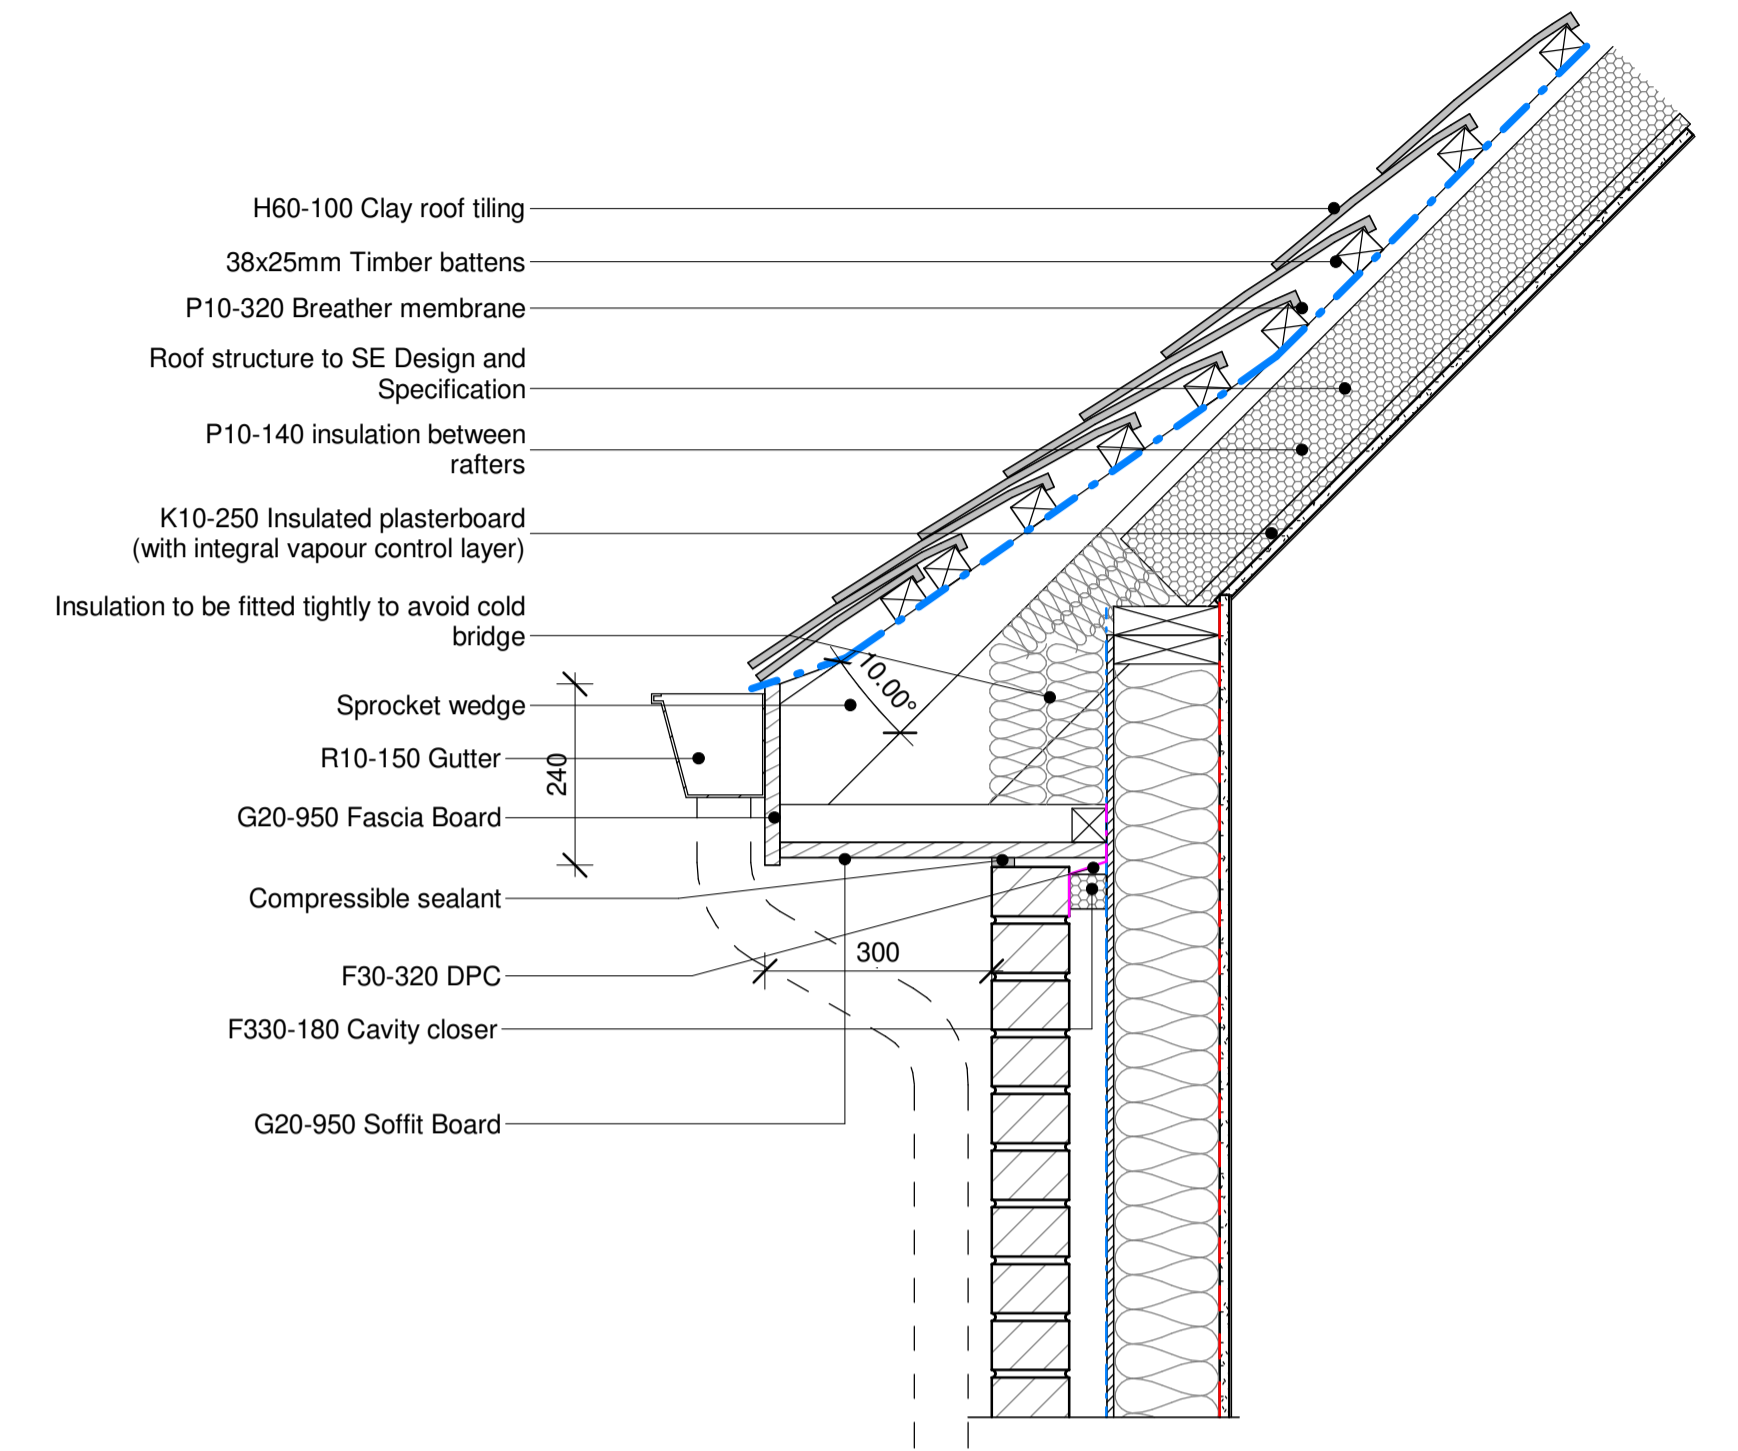 H60-100 Clay roof tiling
38x25mm Timber battens
P10-320 Breather membrane
Roof structure to SE Design and
Specification
P10-140 insulation between
rafters
K10-250 Insulated plasterboard
(with integral vapour control layer)
Insulation to be fitted tightly to avoid cold
bridge
10.00°
Sprocket wedge
R10-150 Gutter
240
G20-950 Fascia Board
Compressible sealant
300
F30-320 DPC
F330-180 Cavity closer
G20-950 Soffit Board